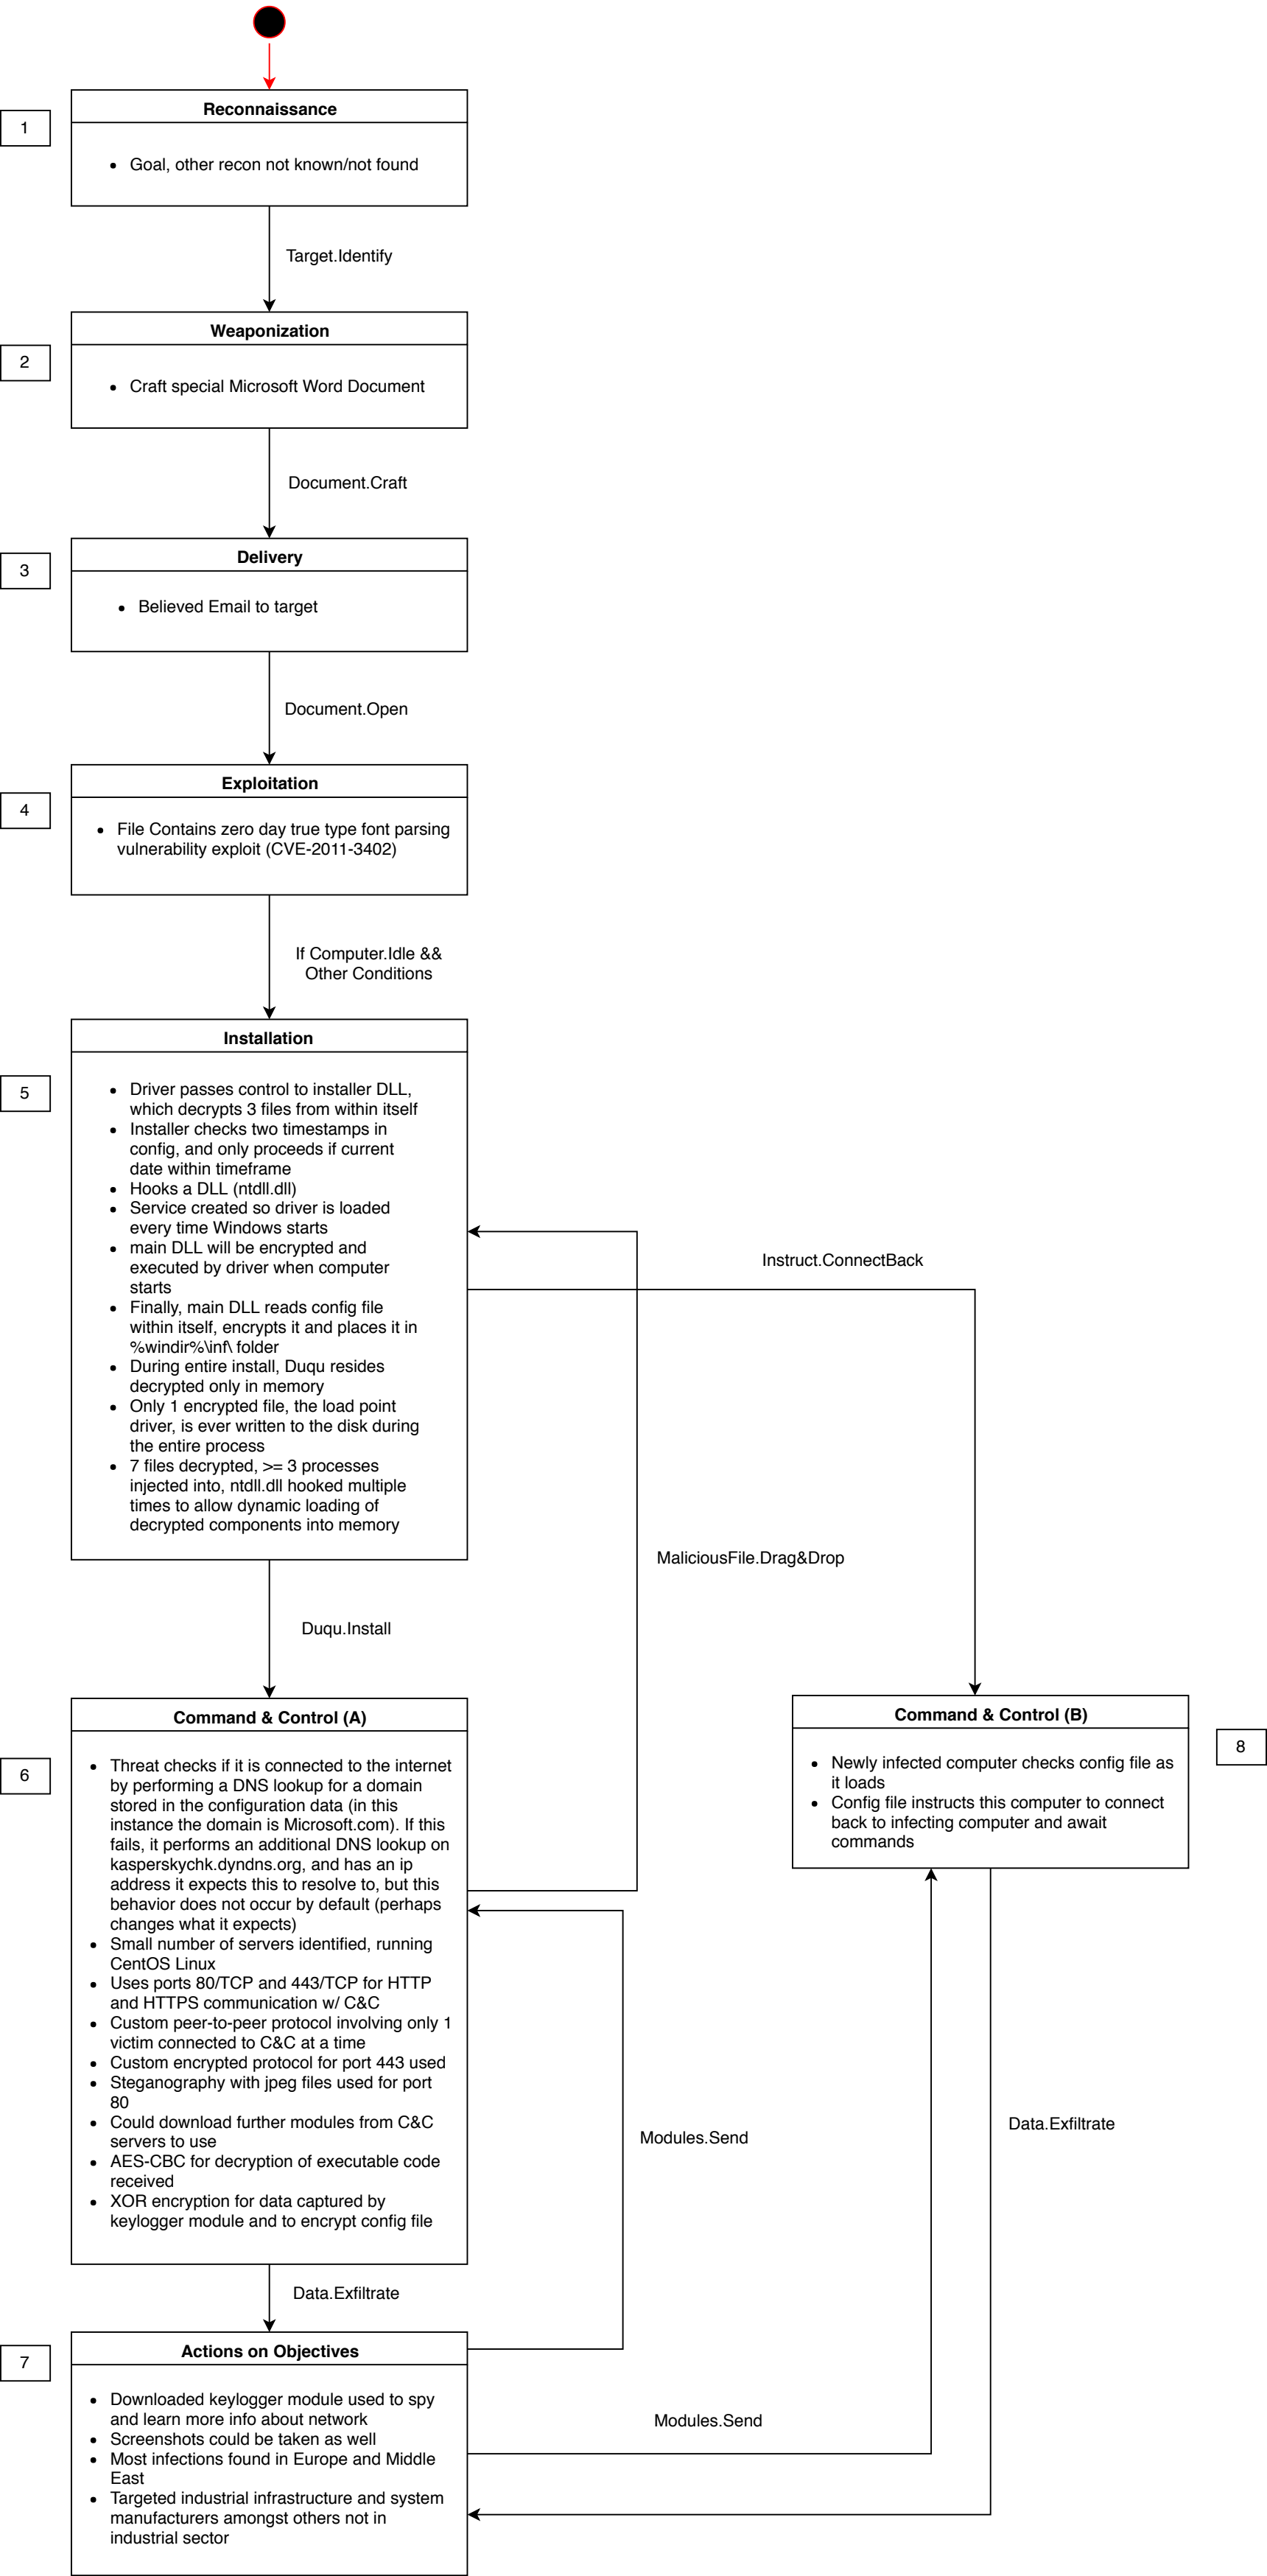 1
Reconnaissance
Goal, other recon not known/not found
Target.Identify
2
Weaponization
Craft special Microsoft Word Document
Document.Craft
3
Delivery
Believed Email to target
Document.Open
4
Exploitation
File Contains zero day true type font parsing
vulnerability exploit (CVE-2011-3402)
If Computer.Idle &&
Other Conditions
5
Installation
Driver passes control to installer DLL,
which decrypts 3 files from within itself
Installer checks two timestamps in
config, and only proceeds if current
date within timeframe
Hooks a DLL (ntdll.dll)
Service created so driver is loaded
every time Windows starts
main DLL will be encrypted and
executed by driver when computer
starts
Finally, main DLL reads config file
within itself, encrypts it and places it in
%windir%\inf\ folder
During entire install, Duqu resides
decrypted only in memory
Only 1 encrypted file, the load point
driver, is ever written to the disk during
the entire process
7 files decrypted, >= 3 processes
injected into, ntdll.dll hooked multiple
times to allow dynamic loading of
decrypted components into memory
Instruct.ConnectBack
MaliciousFile.Drag&Drop
Duqu.Install
6
Command & Control (A)
Threat checks if it is connected to the internet
by performing a DNS lookup for a domain
stored in the configuration data (in this
instance the domain is Microsoft.com). If this
fails, it performs an additional DNS lookup on
kasperskychk.dyndns.org, and has an ip
address it expects this to resolve to, but this
behavior does not occur by default (perhaps
changes what it expects)
Small number of servers identified, running
CentOS Linux
Uses ports 80/TCP and 443/TCP for HTTP
and HTTPS communication w/ C&C
Custom peer-to-peer protocol involving only 1
victim connected to C&C at a time
Custom encrypted protocol for port 443 used
Steganography with jpeg files used for port
80
Could download further modules from C&C
servers to use
AES-CBC for decryption of executable code
received
XOR encryption for data captured by
keylogger module and to encrypt config file
Command & Control (B)
8
Newly infected computer checks config file as
it loads
Config file instructs this computer to connect
back to infecting computer and await
commands
Modules.Send
Data.Exfiltrate
Data.Exfiltrate
7
Actions on Objectives
Downloaded keylogger module used to spy
and learn more info about network
Screenshots could be taken as well
Most infections found in Europe and Middle
East
Targeted industrial infrastructure and system
manufacturers amongst others not in
industrial sector
Modules.Send